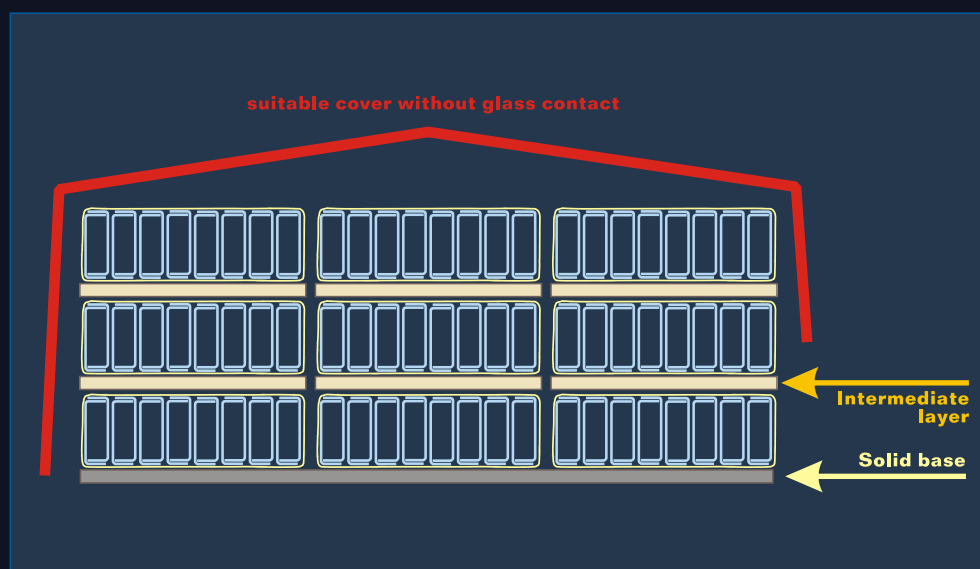 suitable cover without glass contact
Intermediate
layer
Solid base